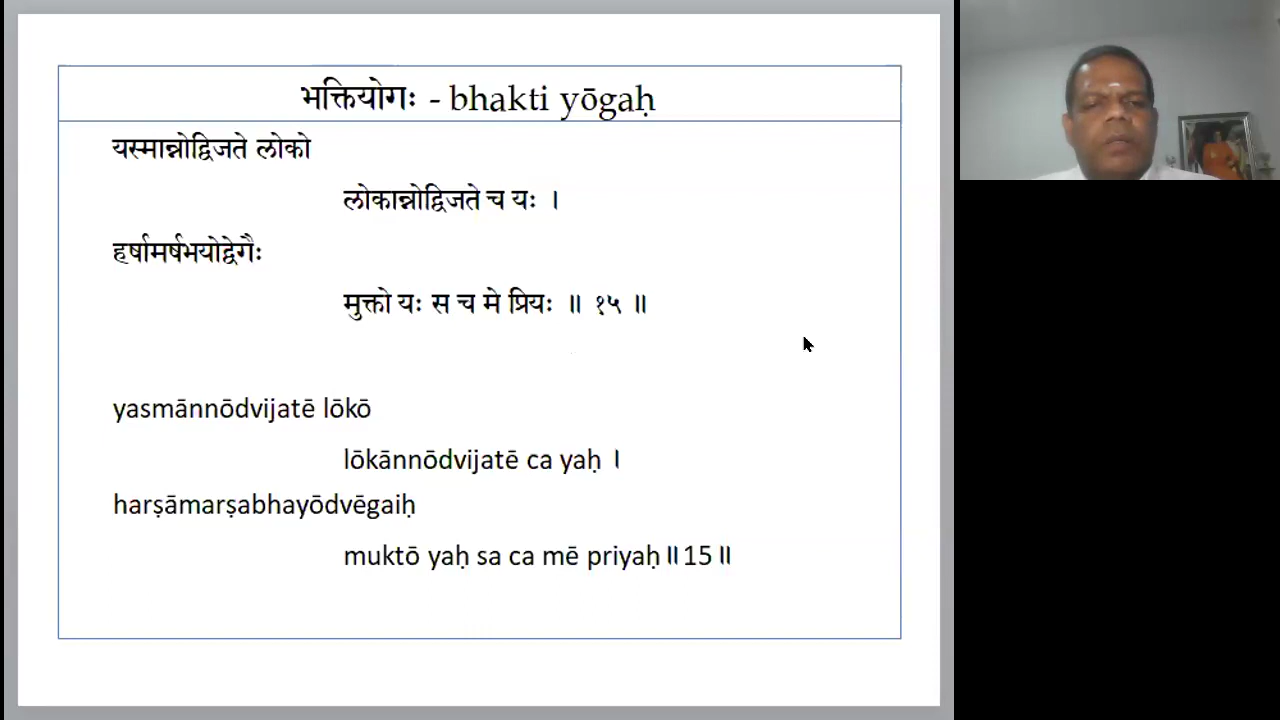 भक्तियोगः - bhakti yōgaḥ
यस्मान्नोद्विजते लोको
लोकान्नोद्विजते च यः ।
हर्षामर्षभयोद्वेगैः
मुक्तो यः स च मे प्रियः ॥ १५ ॥
yasmānnōdvijatē lōkō
lōkānnōdvijatē ca yaḥ ।
harṣāmarṣabhayōdvēgaiḥ
muktō yaḥ sa ca mē priyaḥ॥15॥